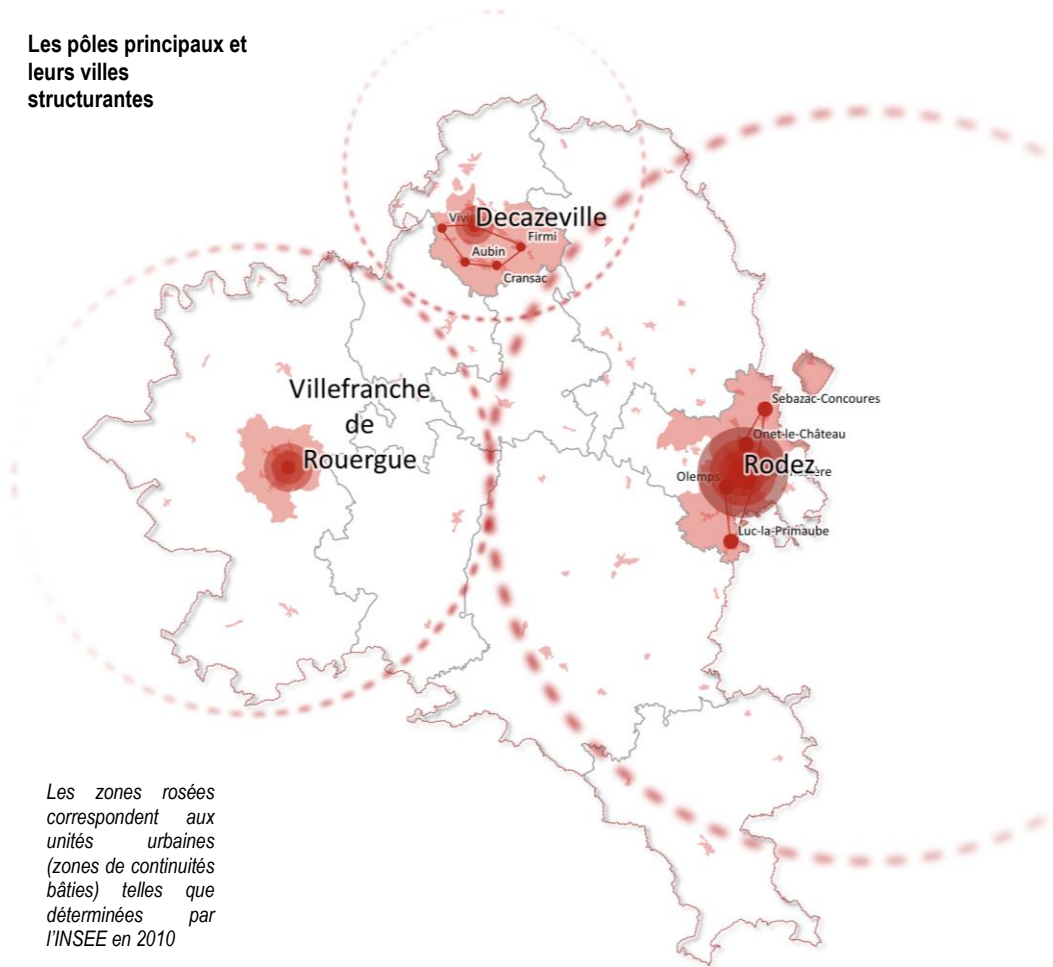 Les pôles principaux et
leurs villes
structurantes
Decazeville
Firmi
Aubin
Cransac
Villefranche
de
Rouergue
Sebazac-Concoures
Onet-le-Château
Rodez
Olemps
Luc-la-Primaube
Les zones rosées
correspondent aux
unités urbaines
(zones de continuités
bâties) telles que
déterminées par
l'INSEE en 2010